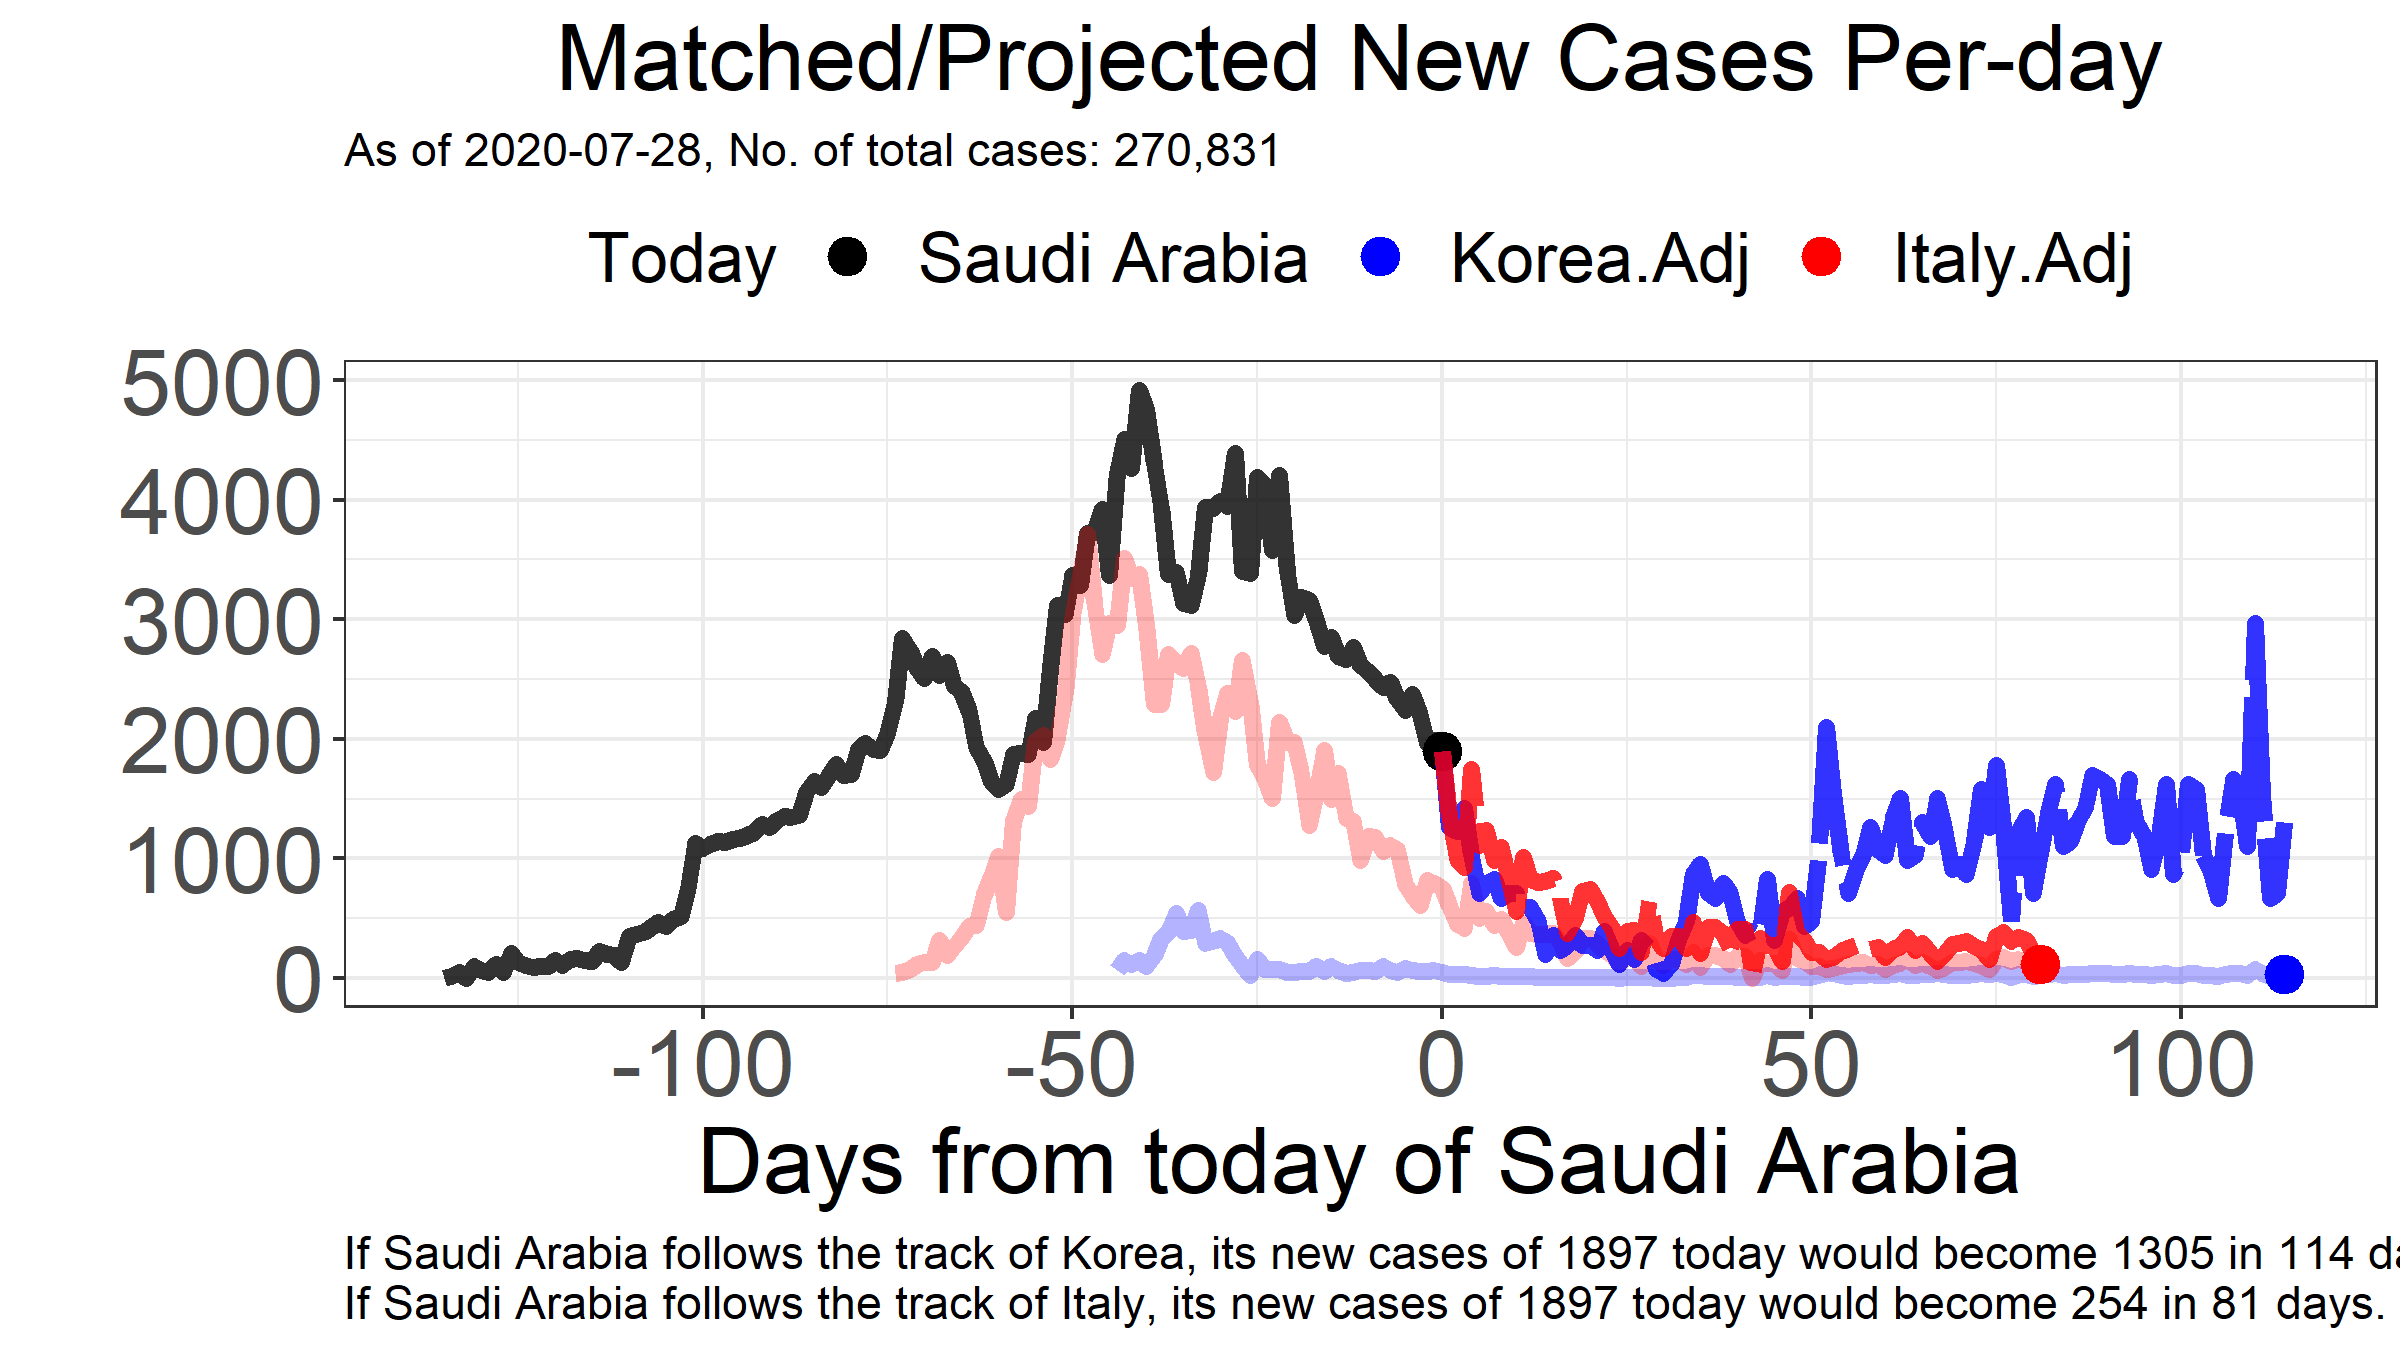 Matched/Projected New Cases Per-day
As of 2020-07-28, No. of total cases: 270,831
Today Saudi Arabia Korea.Adj Italy.Adj
5000
4000
3000
2000
1000
0
-100 -50 0 50 100
Days from today of Saudi Arabia
If Saudi Arabia follows the track of Korea, its new cases of 1897 today would become 1305 in 114
If Saudi Arabia follows the track of Italy, its new cases of 1897 today would become 254 in 81 days.